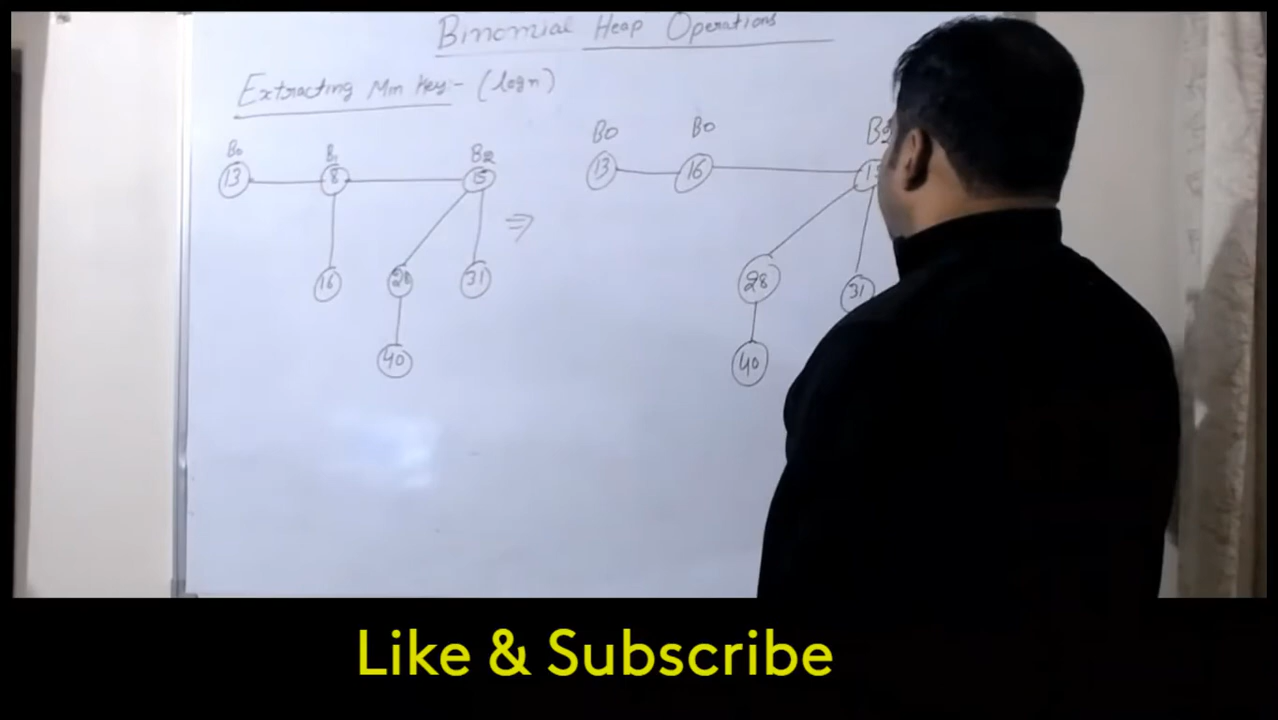 Binomial Heap Operations
Extracting Min Key:- (logn)
B0 B1 B2
13 8 15
⇒
16 28 31
40
B0 B0
13 16
28 31
40
Like & Subscribe